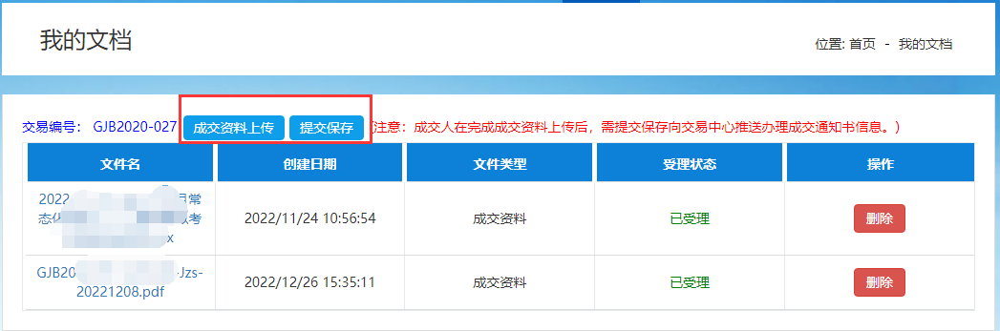 我的文档
位置: 首页 - 我的文档
交易编号: GJB2020-027 成交资料上传 提交保存 注意：成交人在完成成交资料上传后，需提交保存向交易中心推送办理成交通知书信息。)
文件名 创建日期 文件类型 受理状态 操作
2022 常
态 考 2022/11/24 10:56:54 成交资料 已受理 删除
x
GJB20 -Jzs-
20221208.pdf 2022/12/26 15:35:11 成交资料 已受理 删除